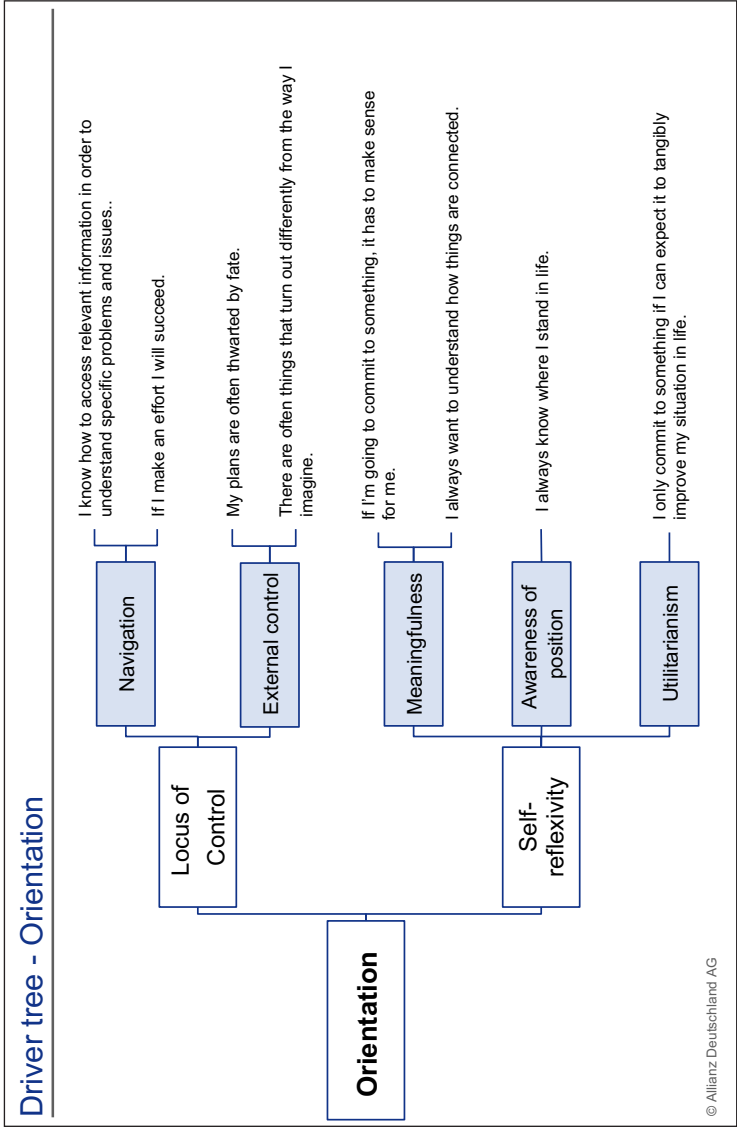 Driver tree - Orientation
Orientation
Locus of
Control
Navigation
I know how to access relevant information in order to
understand specific problems and issues..
If I make an effort I will succeed.
External control
My plans are often thwarted by fate.
There are often things that turn out differently from the way I
imagine.
Self-
reflexivity
Meaningfulness
If I'm going to commit to something, it has to make sense
for me.
I always want to understand how things are connected.
Awareness of
position
I always know where I stand in life.
Utilitarianism
I only commit to something if I can expect it to tangibly
improve my situation in life.
© Allianz Deutschland AG